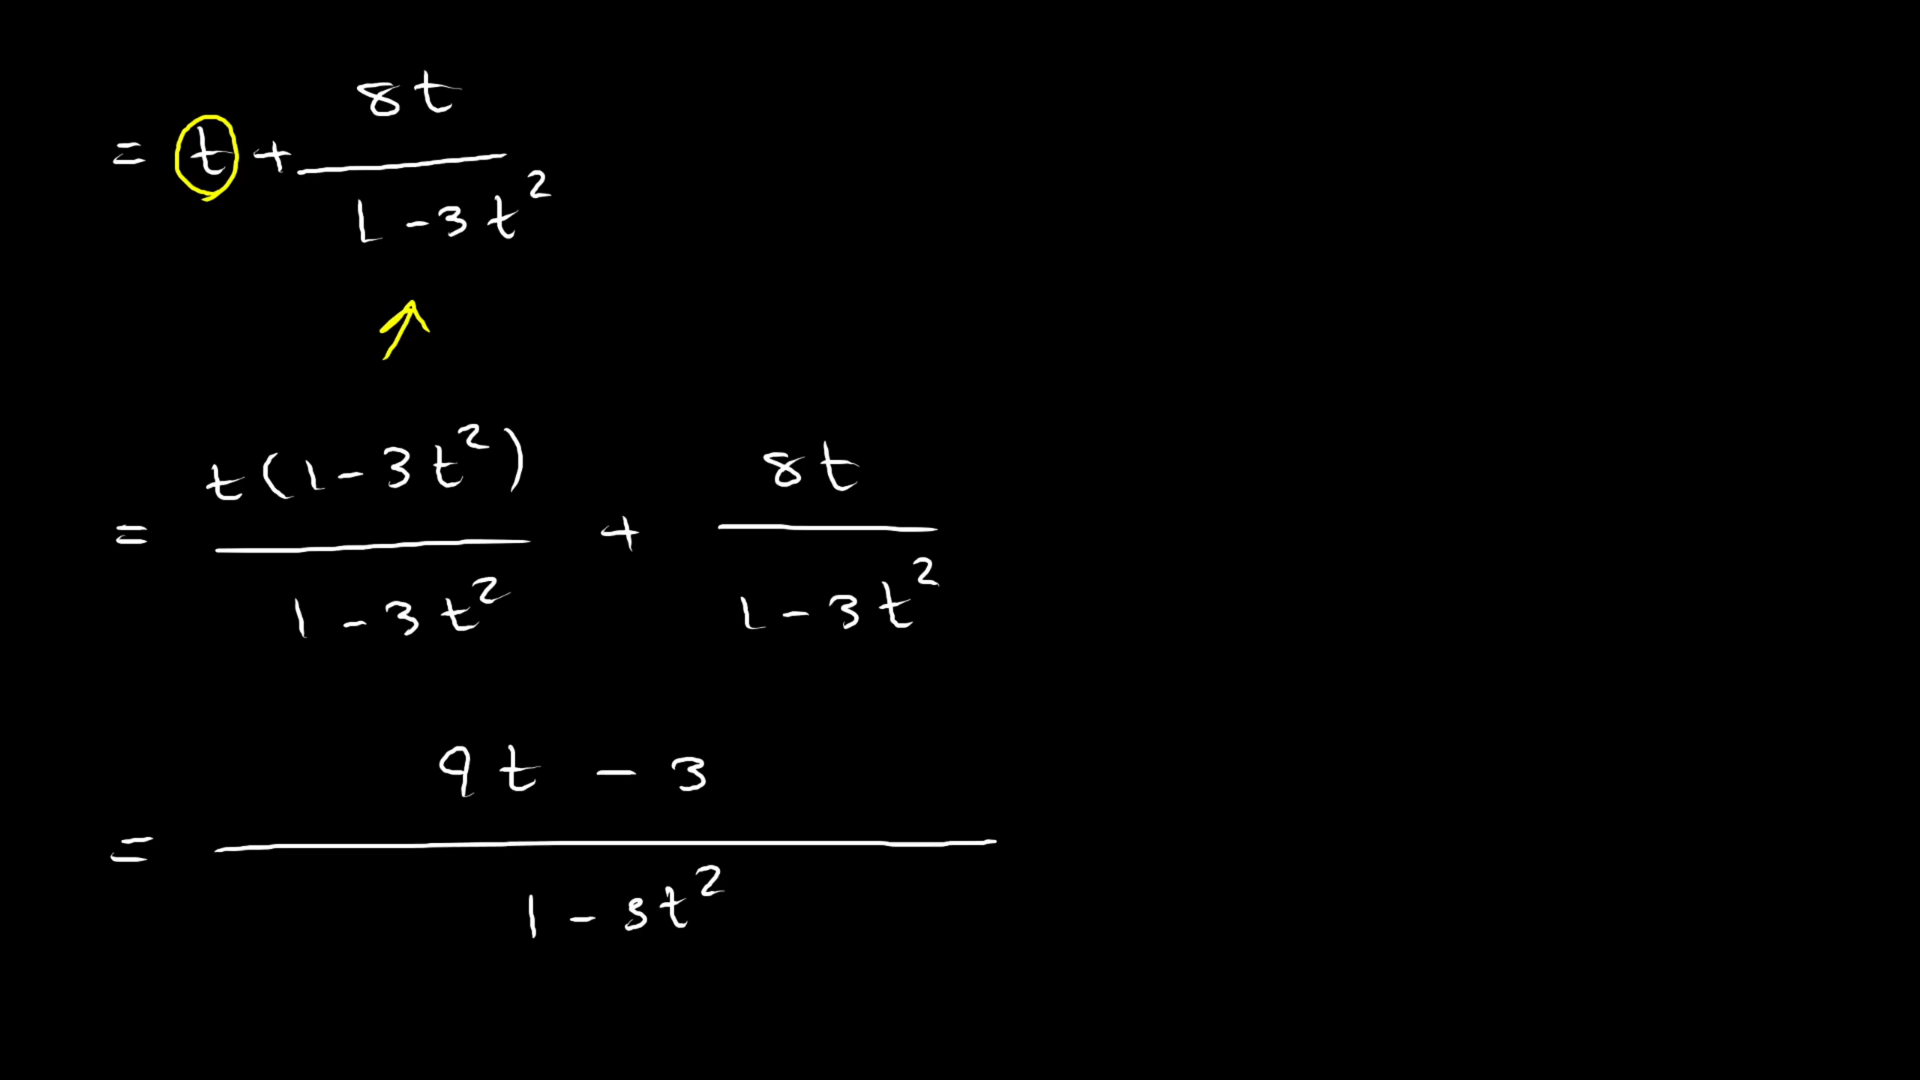 = t + 8t / (1 - 3t²)
= t(1 - 3t²) / (1 - 3t²) + 8t / (1 - 3t²)
= (9t - 3) / (1 - 3t²)